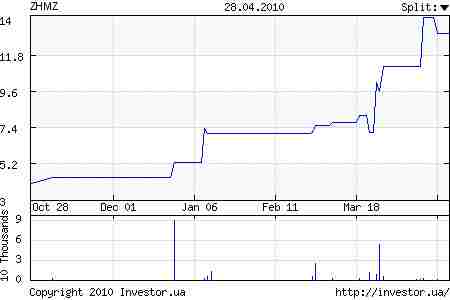 ZHMZ 28.04.2010 Split:
14
11.8
9.6
7.4
5.2
3
Oct 28 Dec 01 Jan 06 Feb 11 Mar 18
9
6
3
0
10 Thousands
Copyright 2010 Investor.ua http://investor.ua/